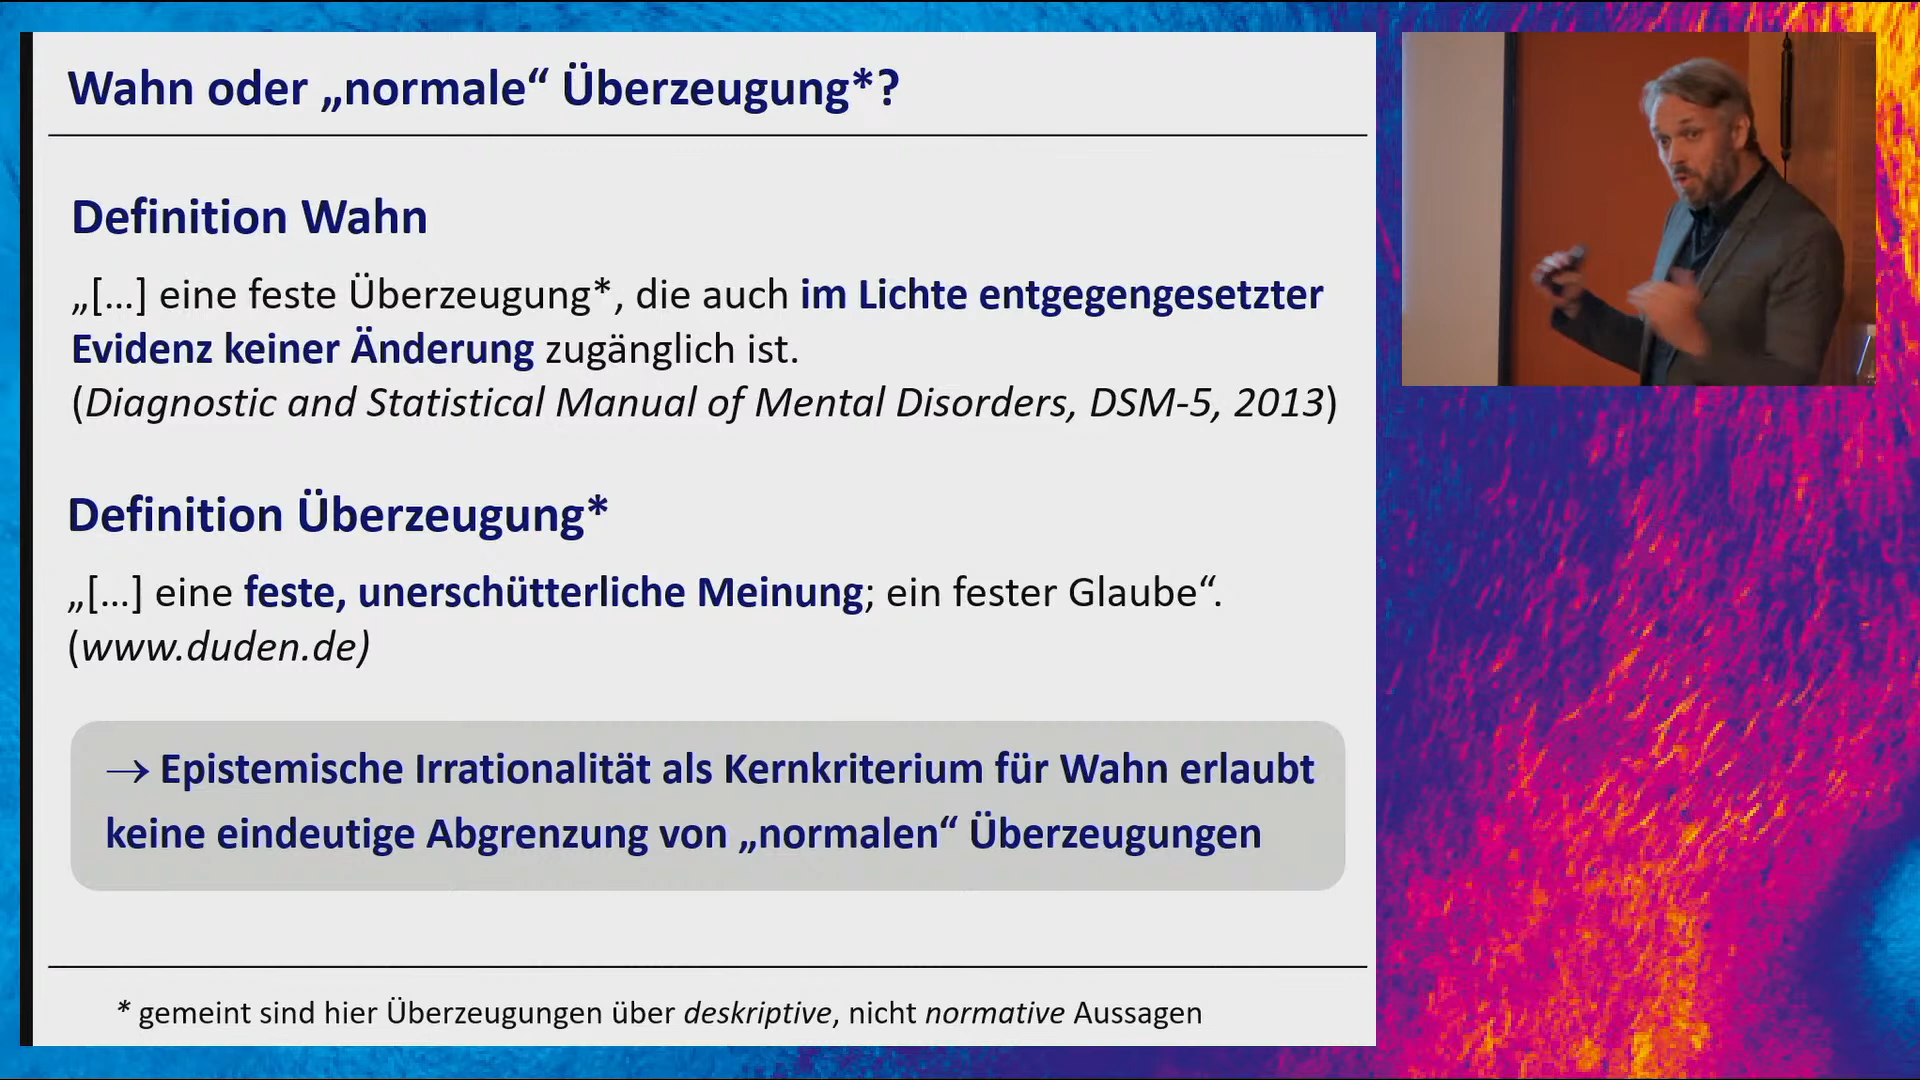 Wahn oder „normale“ Überzeugung*?
Definition Wahn
„[...] eine feste Überzeugung*, die auch im Lichte entgegengesetzter
Evidenz keiner Änderung zugänglich ist.
(Diagnostic and Statistical Manual of Mental Disorders, DSM-5, 2013)
Definition Überzeugung*
„[...] eine feste, unerschütterliche Meinung; ein fester Glaube“.
(www.duden.de)
→ Epistemische Irrationalität als Kernkriterium für Wahn erlaubt
keine eindeutige Abgrenzung von „normalen“ Überzeugungen
* gemeint sind hier Überzeugungen über deskriptive, nicht normative Aussagen